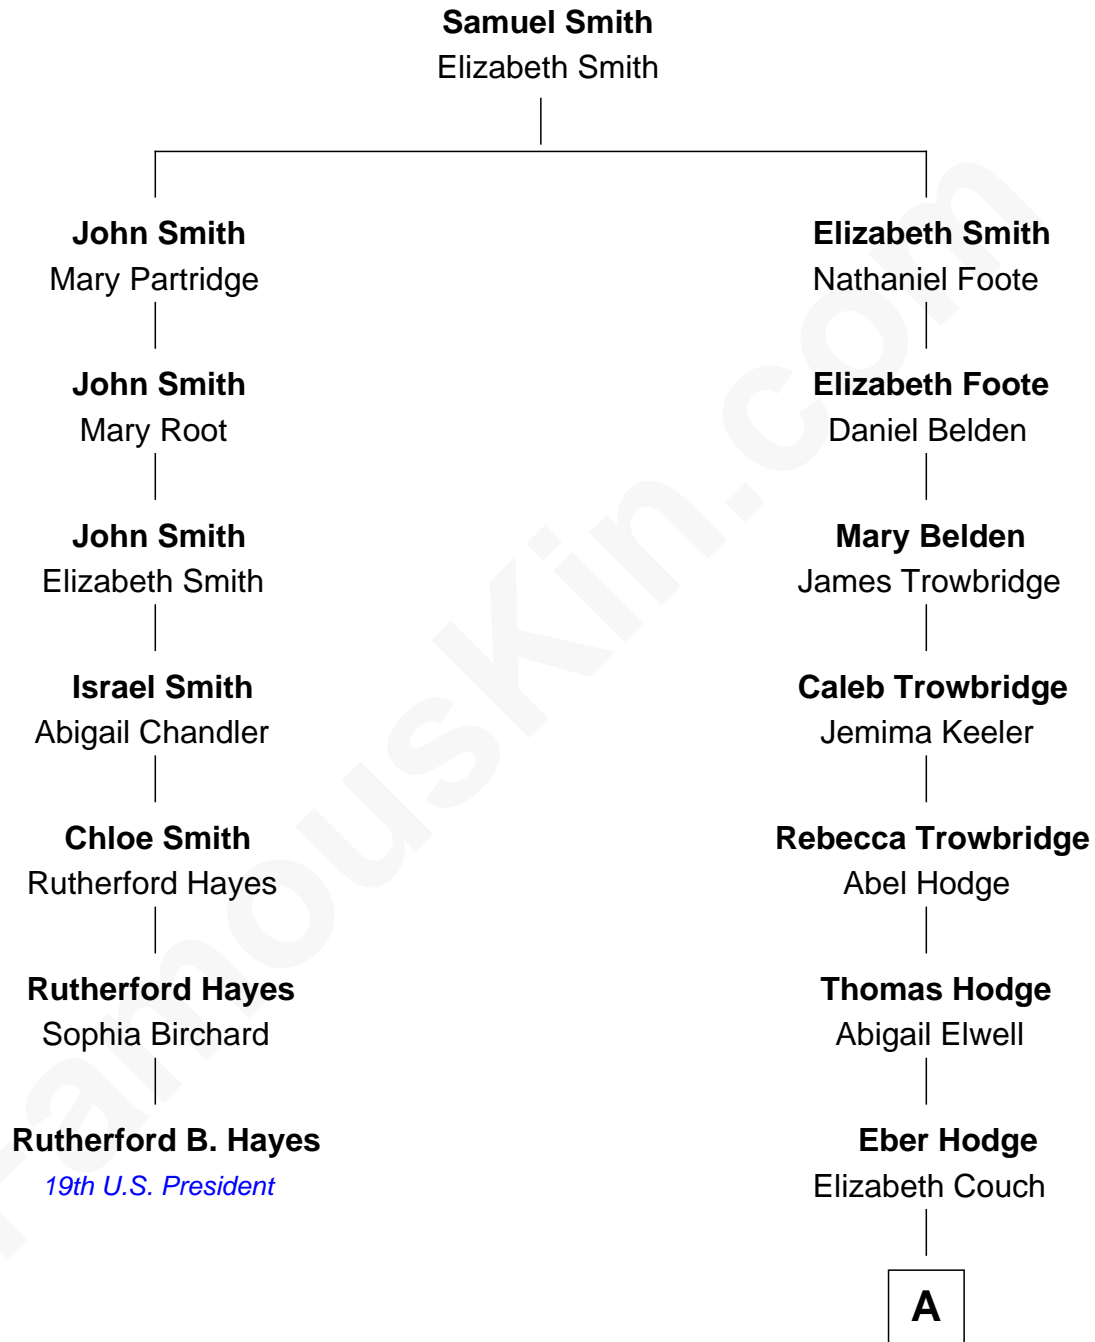 Samuel Smith
Elizabeth Smith
John Smith
Mary Partridge
Elizabeth Smith
Nathaniel Foote
John Smith
Mary Root
Elizabeth Foote
Daniel Belden
John Smith
Elizabeth Smith
Mary Belden
James Trowbridge
Israel Smith
Abigail Chandler
Caleb Trowbridge
Jemima Keeler
Chloe Smith
Rutherford Hayes
Rebecca Trowbridge
Abel Hodge
Rutherford Hayes
Sophia Birchard
Thomas Hodge
Abigail Elwell
Rutherford B. Hayes
19th U.S. President
Eber Hodge
Elizabeth Couch
A
FamousKin.com